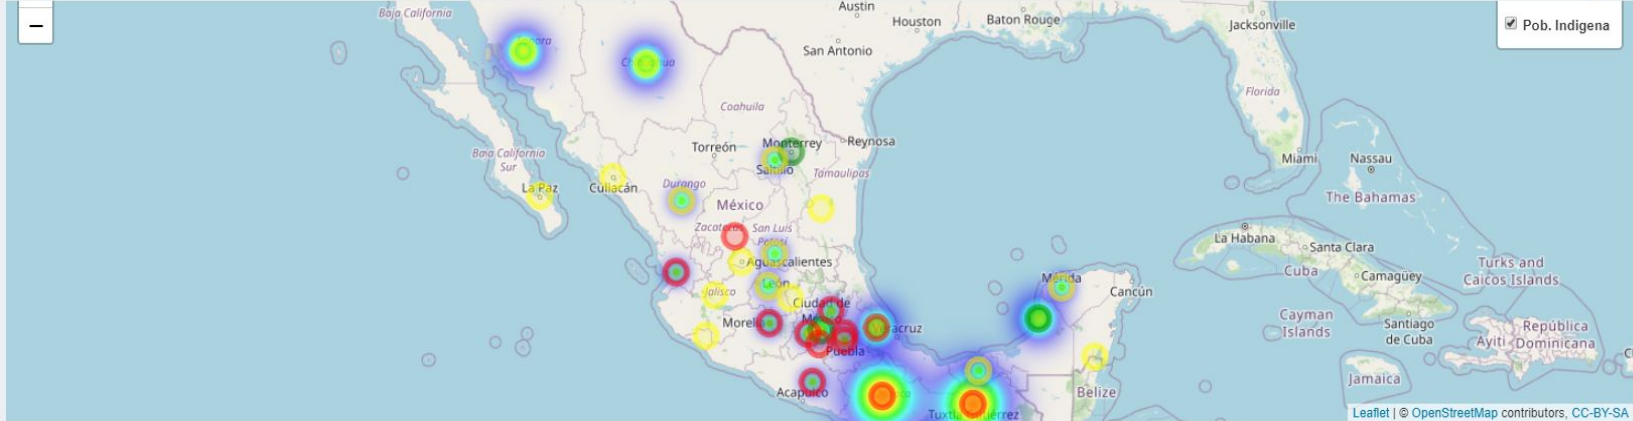 Baja California
−
Austin
Houston
Baton Rouge
Jacksonville
Pob. Indigena
San Antonio
Coahuila
Florida
Torreón
Monterrey
Reynosa
Saltillo
Tamaulipas
Miami
Nassau
The Bahamas
Baja California
Sur
La Paz
Culiacán
Durango
México
Zacatecas
San Luis
Potosí
Aguascalientes
León
Jalisco
Ciudad de
Morelia
Veracruz
Puebla
Acapulco
Tuxtla Gutiérrez
Mérida
Cancún
Belize
La Habana
Santa Clara
Cuba
Camagüey
Turks and
Caicos Islands
Cayman
Islands
Santiago
de Cuba
República
Ayiti
Dominicana
Jamaica
Leaflet | © OpenStreetMap contributors, CC-BY-SA